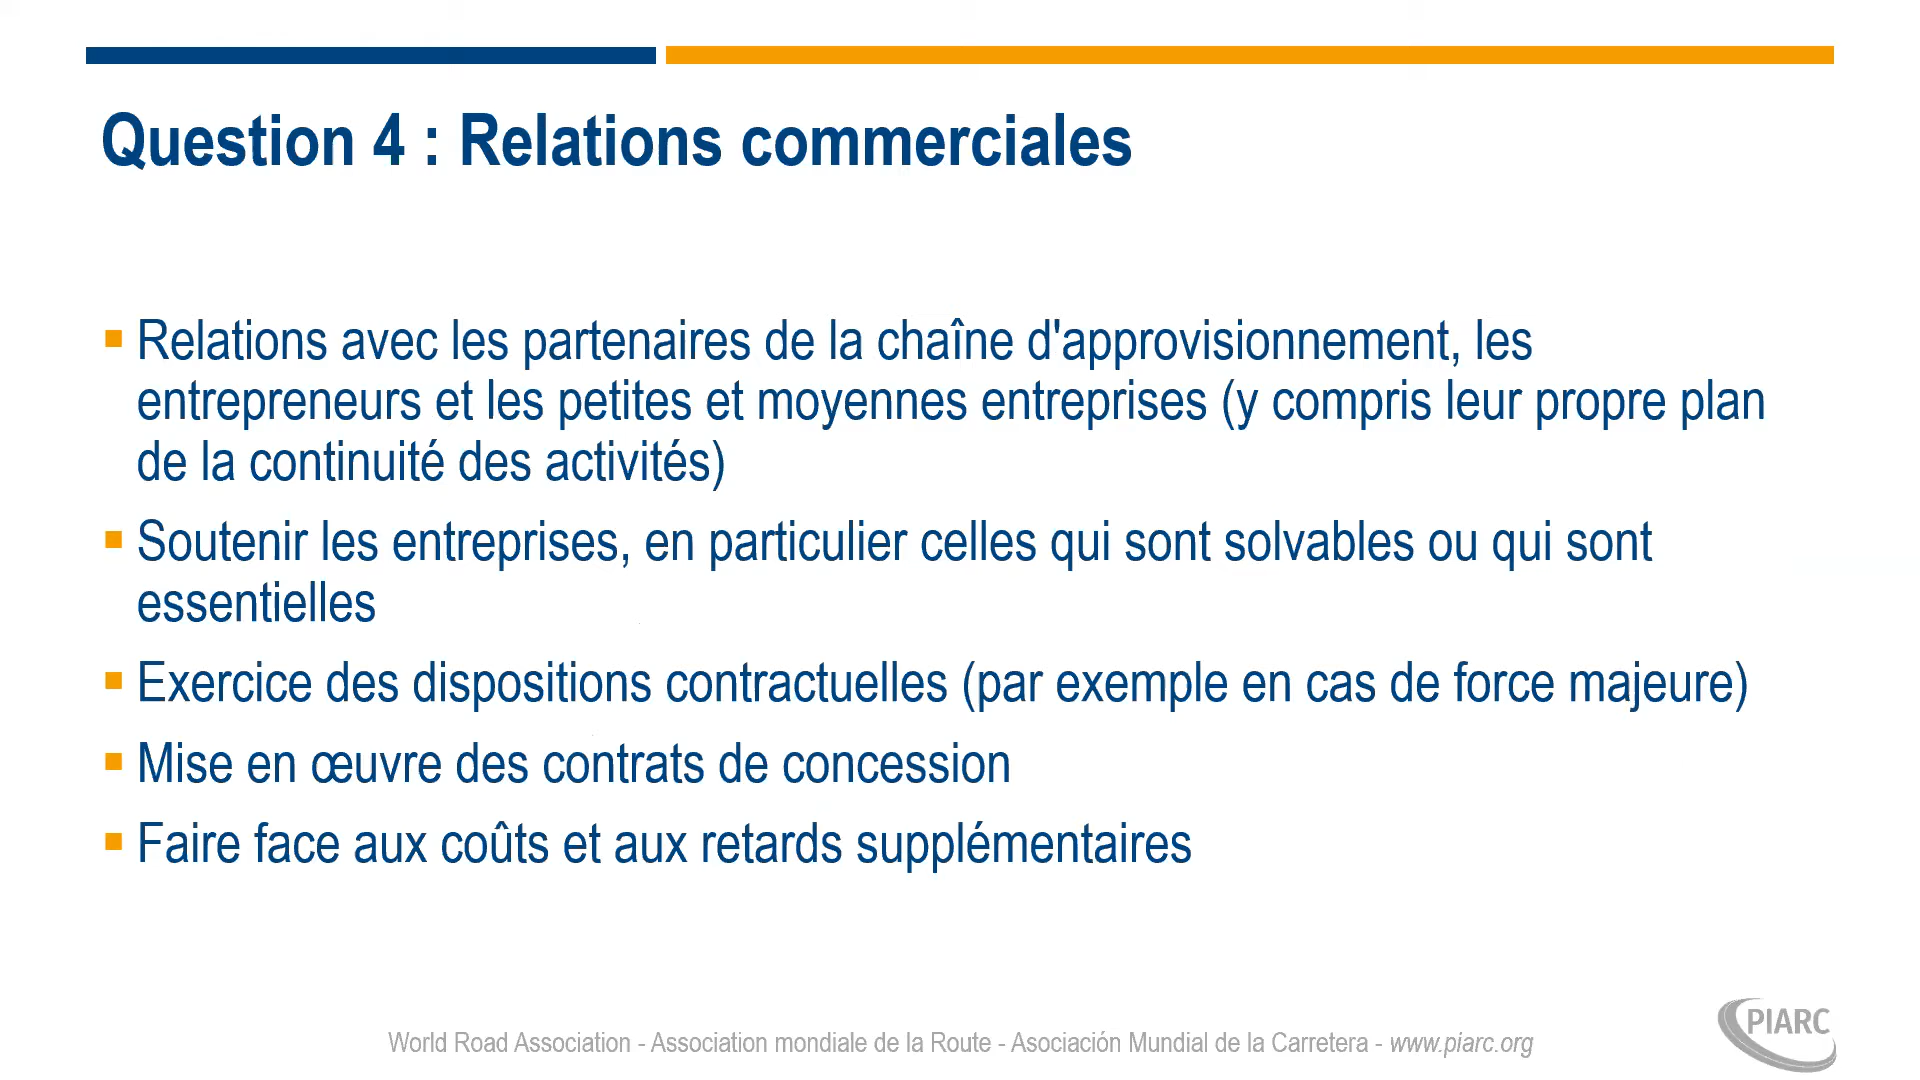 Question 4 : Relations commerciales
▪ Relations avec les partenaires de la chaîne d'approvisionnement, les
entrepreneurs et les petites et moyennes entreprises (y compris leur propre plan
de la continuité des activités)
▪ Soutenir les entreprises, en particulier celles qui sont solvables ou qui sont
essentielles
▪ Exercice des dispositions contractuelles (par exemple en cas de force majeure)
▪ Mise en œuvre des contrats de concession
▪ Faire face aux coûts et aux retards supplémentaires
World Road Association - Association mondiale de la Route - Asociación Mundial de la Carretera - www.piarc.org
PIARC